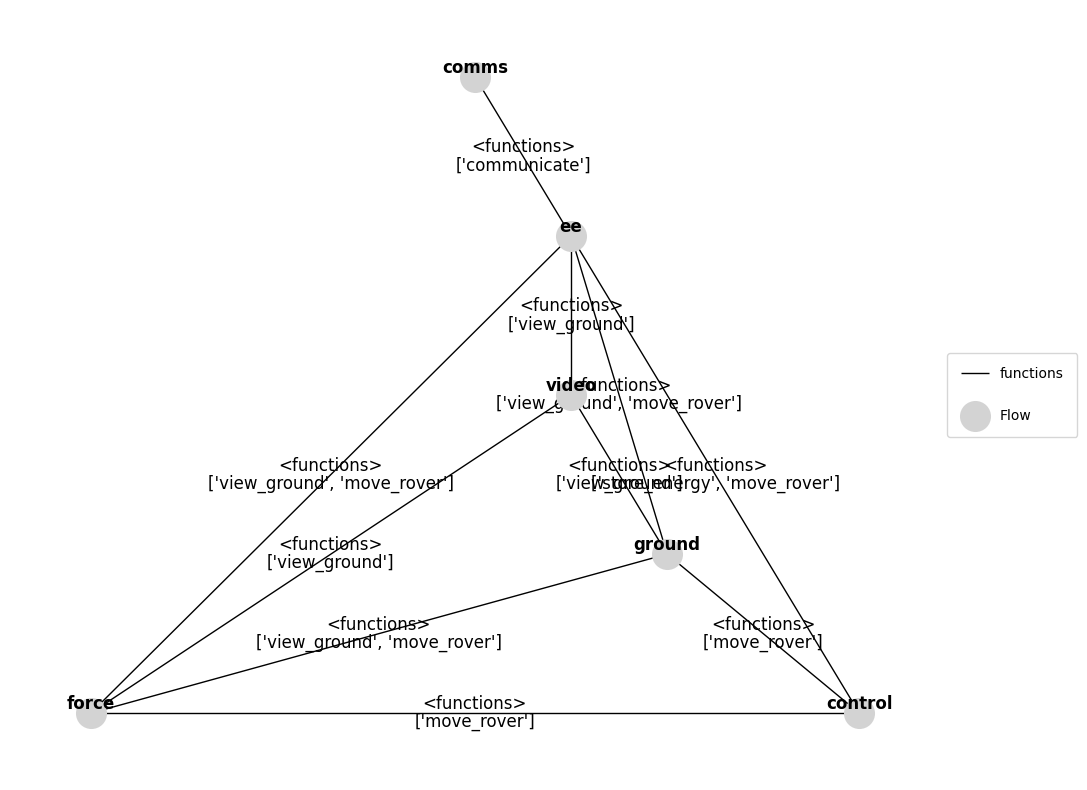 comms
<functions>
['communicate']
ee
<functions>
['view_ground']
video
functions>
['view_ground', 'move_rover']
<functions>
['view_ground', 'move_rover']
<functions>
['view_ground']
<functions>
['store_energy', 'move_rover']
functions
Flow
ground
<functions>
['view_ground']
<functions>
['view_ground', 'move_rover']
<functions>
['move_rover']
force
<functions>
['move_rover']
control